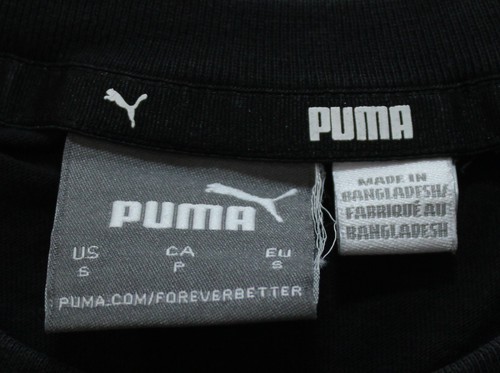 PUMA
PUMA
US CA EU
S P S
PUMA.COM/FOREVERBETTER
MADE IN
BANGLADESH/
FABRIQUÉ AU
BANGLADESH